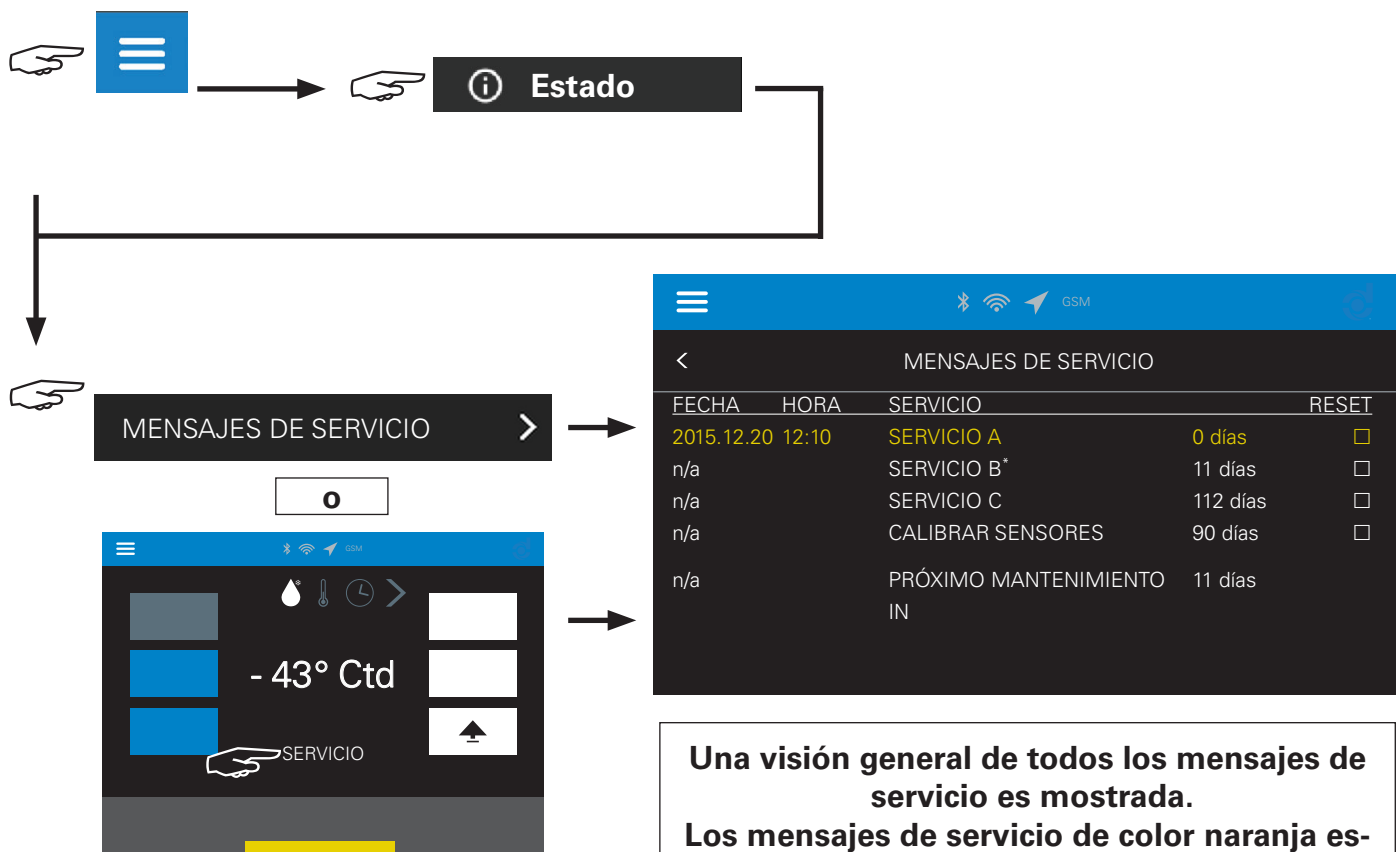 Estado
GSM
< MENSAJES DE SERVICIO
FECHA HORA SERVICIO RESET
2015.12.20 12:10 SERVICIO A 0 días
n/a SERVICIO B* 11 días
n/a SERVICIO C 112 días
n/a CALIBRAR SENSORES 90 días
n/a PRÓXIMO MANTENIMIENTO 11 días
IN
MENSAJES DE SERVICIO >
o
GSM
- 43° Ctd
SERVICIO
Una visión general de todos los mensajes de
servicio es mostrada.
Los mensajes de servicio de color naranja es-